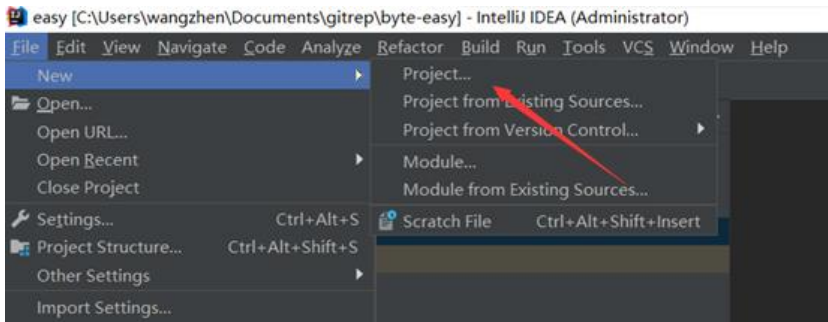 easy [C:\Users\wangzhen\Documents\gitrep\byte-easy] - IntelliJ IDEA (Administrator)
File Edit View Navigate Code Analyze Refactor Build Run Tools VCS Window Help
New
Project...
Open...
Project from Existing Sources...
Open URL...
Project from Version Control...
Open Recent
Module...
Close Project
Module from Existing Sources...
Settings... Ctrl+Alt+S
Scratch File Ctrl+Alt+Shift+Insert
Project Structure... Ctrl+Alt+Shift+S
Other Settings
Import Settings...